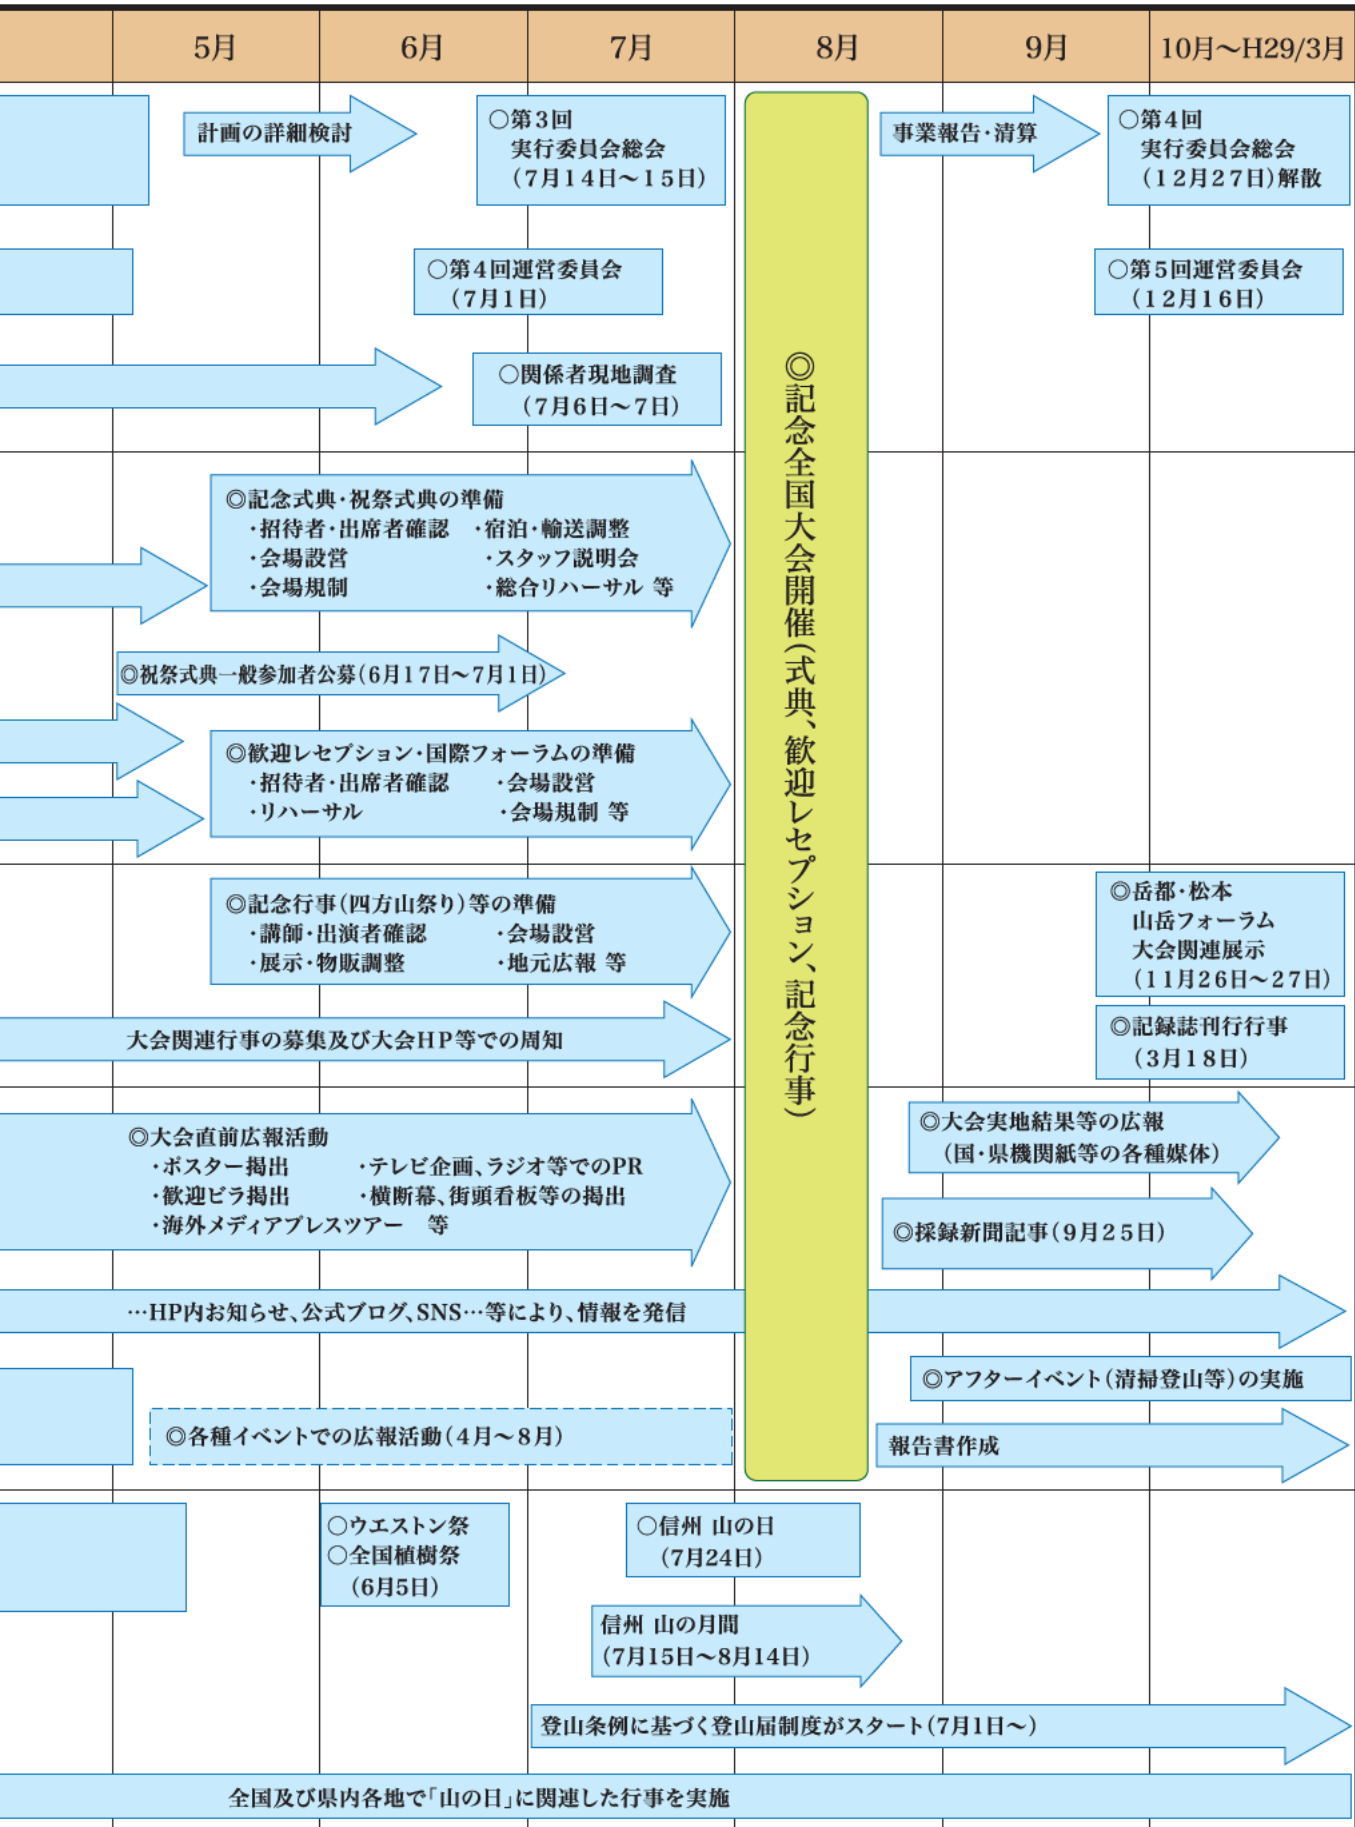 5月
6月
7月
8月
9月
10月～H29/3月
計画の詳細検討
○第3回
実行委員会総会
(7月14日～15日)
事業報告・清算
○第4回
実行委員会総会
(12月27日)解散
○第4回運営委員会
(7月1日)
○第5回運営委員会
(12月16日)
○関係者現地調査
(7月6日～7日)
◎記念全国大会開催(式典、歓迎レセプション、記念行事)
◎記念式典・祝祭式典の準備
・招待者・出席者確認 ・宿泊・輸送調整
・会場設営 ・スタッフ説明会
・会場規制 ・総合リハーサル 等
◎祝祭式典一般参加者公募(6月17日～7月1日)
◎歓迎レセプション・国際フォーラムの準備
・招待者・出席者確認 ・会場設営
・リハーサル ・会場規制 等
◎記念行事(四方山祭り)等の準備
・講師・出演者確認 ・会場設営
・展示・物販調整 ・地元広報 等
◎岳都・松本
山岳フォーラム
大会関連展示
(11月26日～27日)
大会関連行事の募集及び大会HP等での周知
◎記録誌刊行行事
(3月18日)
◎大会直前広報活動
・ポスター掲出 ・テレビ企画、ラジオ等でのPR
・歓迎ビラ掲出 ・横断幕、街頭看板等の掲出
・海外メディアプレスツアー 等
◎大会実地結果等の広報
(国・県機関紙等の各種媒体)
◎採録新聞記事(9月25日)
…HP内お知らせ、公式ブログ、SNS…等により、情報を発信
◎アフターイベント(清掃登山等)の実施
◎各種イベントでの広報活動(4月～8月)
報告書作成
○ウエストン祭
○全国植樹祭
(6月5日)
○信州 山の日
(7月24日)
信州 山の月間
(7月15日～8月14日)
登山条例に基づく登山届制度がスタート(7月1日～)
全国及び県内各地で「山の日」に関連した行事を実施